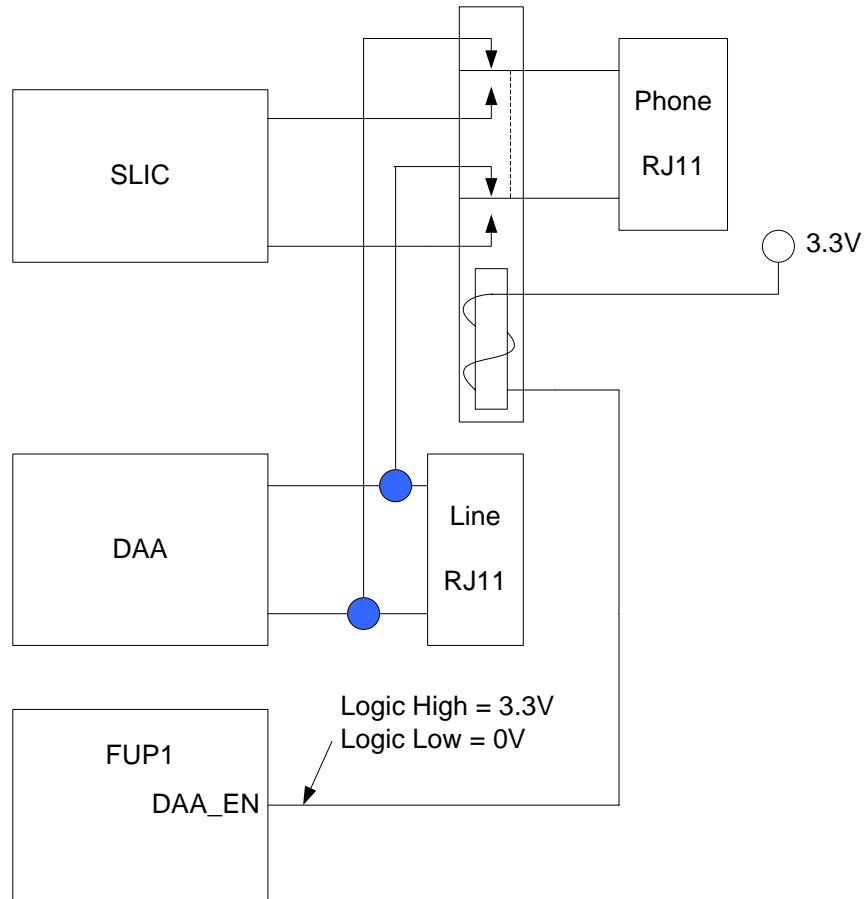 Phone
RJ11
SLIC
3.3V
Line
RJ11
DAA
Logic High = 3.3V
Logic Low = 0V
FUP1
DAA_EN